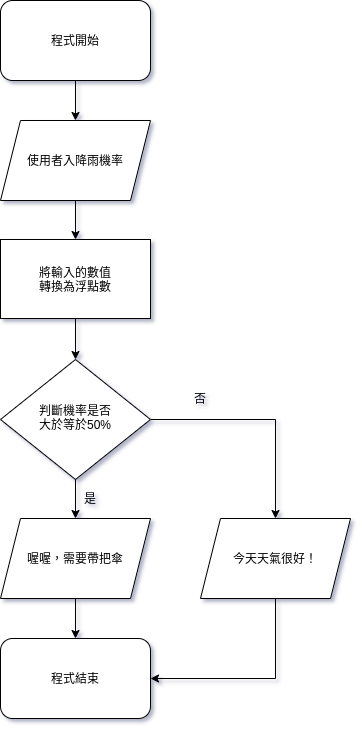 程式開始
使用者入降雨機率
將輸入的數值
轉換為浮點數
判斷機率是否
大於等於50%
否
是
喔喔，需要帶把傘
今天天氣很好！
程式結束